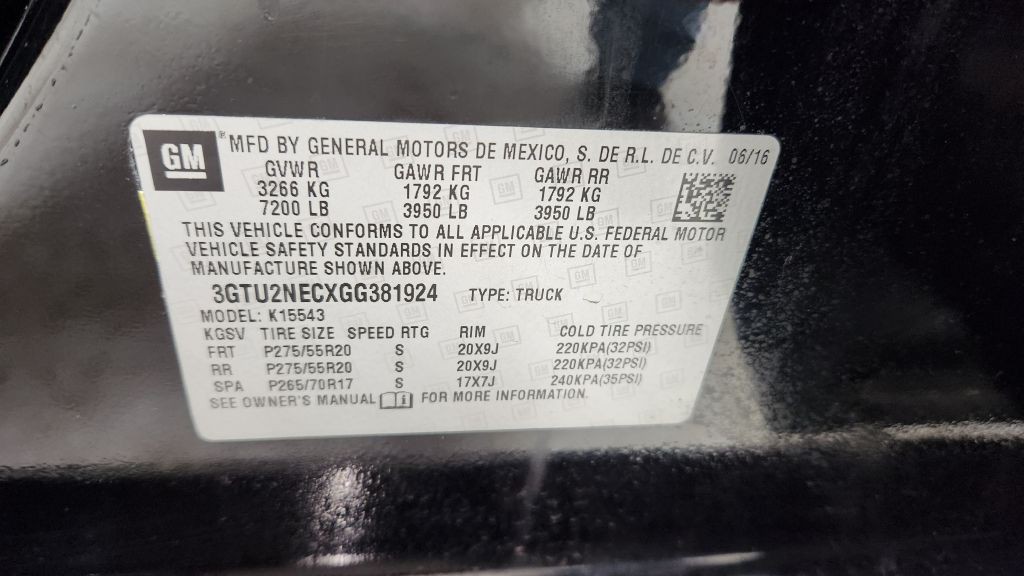 GM ® MFD BY GENERAL MOTORS DE MEXICO, S. DE R.L. DE C.V. 06/16
GVWR GAWR FRT GAWR RR
3266 KG 1792 KG 1792 KG
7200 LB 3950 LB 3950 LB
THIS VEHICLE CONFORMS TO ALL APPLICABLE U.S. FEDERAL MOTOR
VEHICLE SAFETY STANDARDS IN EFFECT ON THE DATE OF
MANUFACTURE SHOWN ABOVE.
3GTU2NECXGG381924 TYPE: TRUCK
MODEL: K15543
KGSV TIRE SIZE SPEED RTG RIM COLD TIRE PRESSURE
FRT P275/55R20 S 20X9J 220KPA(32PSI)
RR P275/55R20 S 20X9J 220KPA(32PSI)
SPA P265/70R17 S 17X7J 240KPA(35PSI)
SEE OWNER'S MANUAL i FOR MORE INFORMATION.